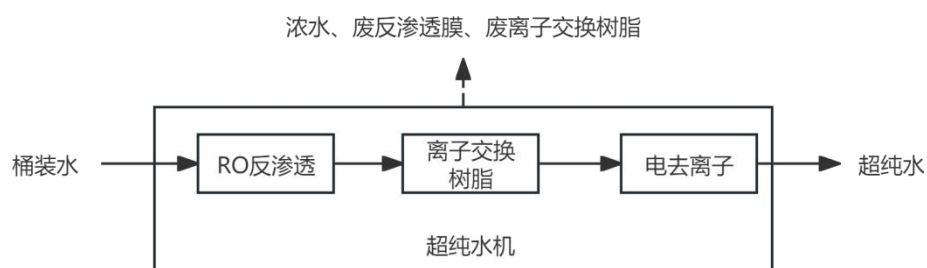 浓水、废反渗透膜、废离子交换树脂
桶装水
RO反渗透
离子交换
树脂
电去离子
超纯水
超纯水机